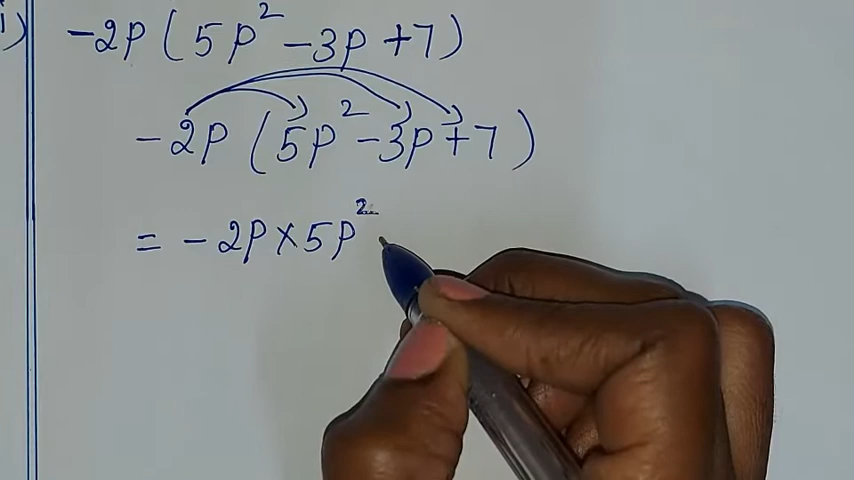 i) -2p(5p² -3p +7)
-2p (5p² -3p +7)
= -2p × 5p²